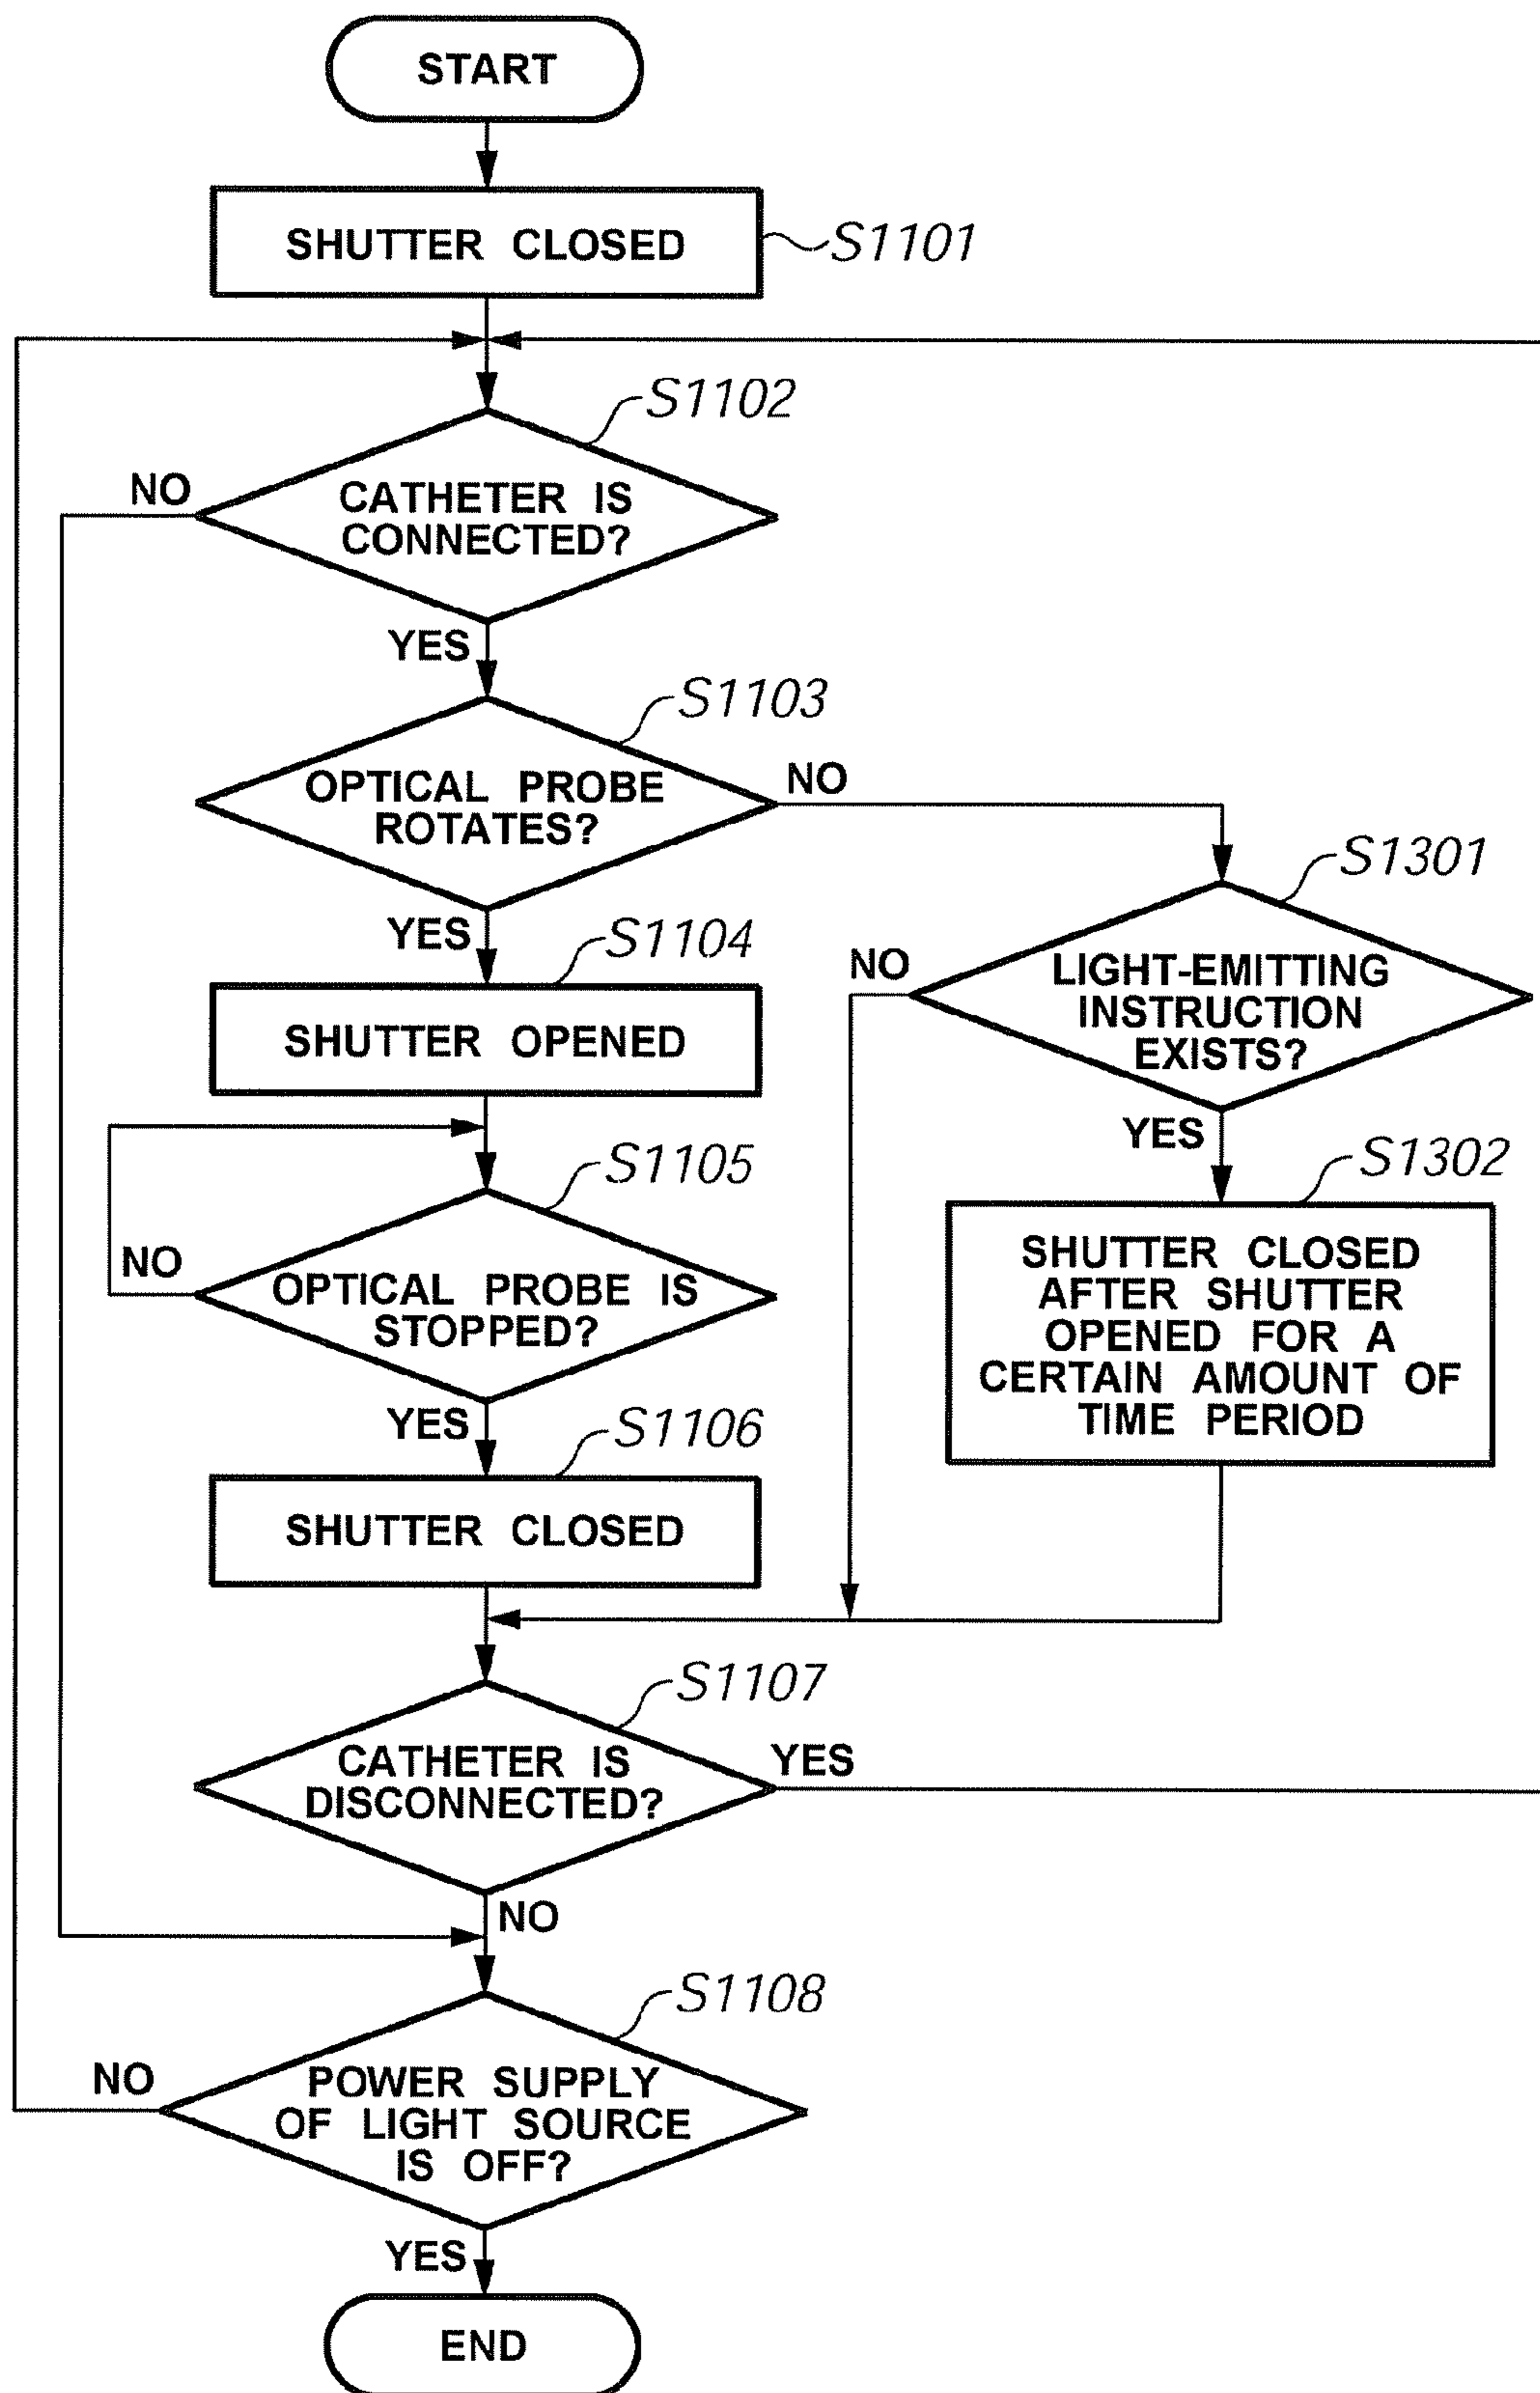 START
SHUTTER CLOSED
S1101
S1102
NO
CATHETER IS
CONNECTED?
YES
S1103
OPTICAL PROBE
ROTATES?
NO
YES
S1104
SHUTTER OPENED
S1301
NO
LIGHT-EMITTING
INSTRUCTION
EXISTS?
YES
S1302
SHUTTER CLOSED
AFTER SHUTTER
OPENED FOR A
CERTAIN AMOUNT OF
TIME PERIOD
S1105
NO
OPTICAL PROBE IS
STOPPED?
YES
S1106
SHUTTER CLOSED
S1107
CATHETER IS
DISCONNECTED?
YES
NO
S1108
NO
POWER SUPPLY
OF LIGHT SOURCE
IS OFF?
YES
END